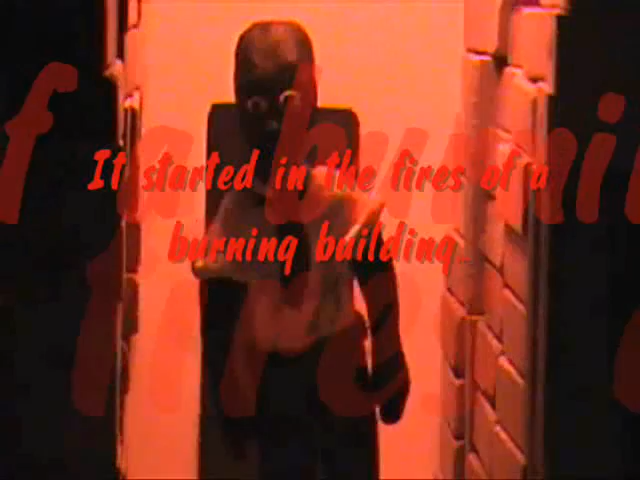 It started in the fires of a
burning building